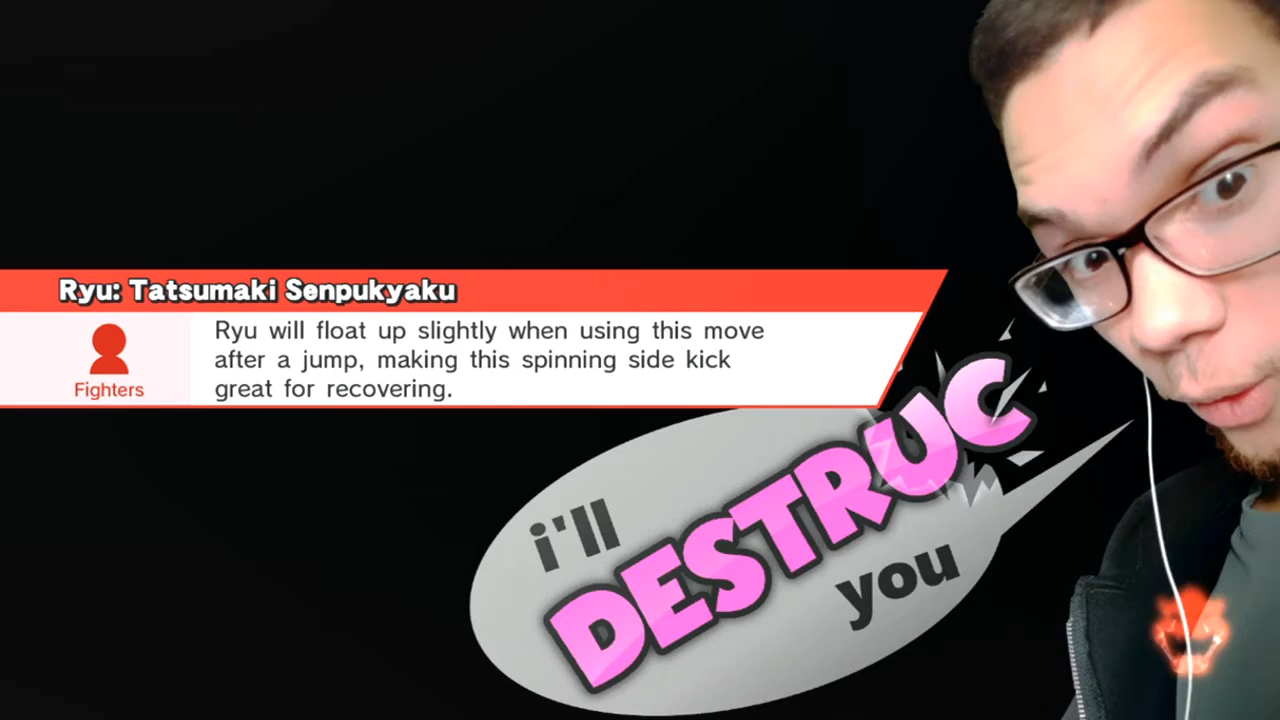 Ryu: Tatsumaki Senpukyaku
Ryu will float up slightly when using this move
after a jump, making this spinning side kick
great for recovering.
Fighters
i'll
DESTRUC
you